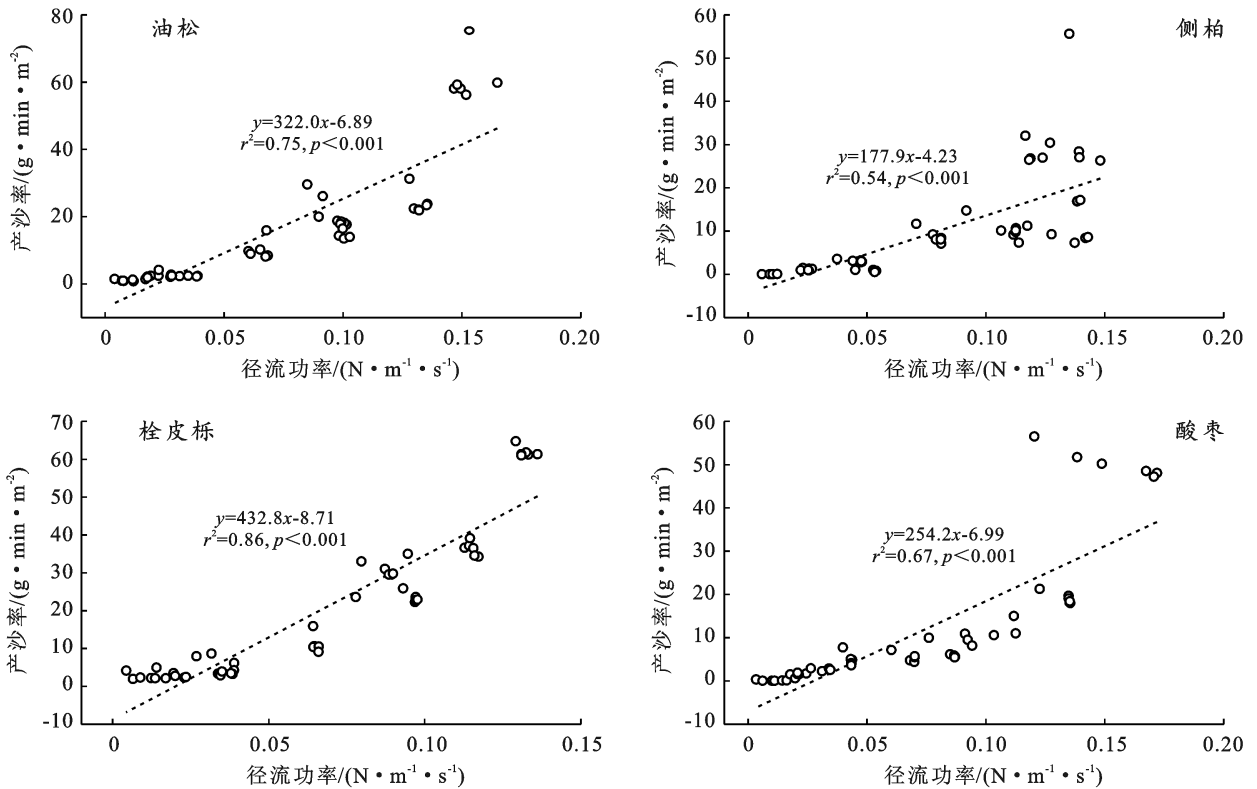 油松
产沙率/(g·min·m⁻²)
80
60
40
20
0
y=322.0x-6.89
r²=0.75, p<0.001
0
0.05
0.10
0.15
0.20
径流功率/(N·m⁻¹·s⁻¹)
侧柏
产沙率/(g·min·m⁻²)
60
50
40
30
20
10
0
-10
y=177.9x-4.23
r²=0.54, p<0.001
0
0.05
0.10
0.15
0.20
径流功率/(N·m⁻¹·s⁻¹)
栓皮栎
产沙率/(g·min·m⁻²)
70
60
50
40
30
20
10
0
-10
y=432.8x-8.71
r²=0.86, p<0.001
0
0.05
0.10
0.15
径流功率/(N·m⁻¹·s⁻¹)
酸枣
产沙率/(g·min·m⁻²)
60
50
40
30
20
10
0
-10
y=254.2x-6.99
r²=0.67, p<0.001
0
0.05
0.10
0.15
0.20
径流功率/(N·m⁻¹·s⁻¹)